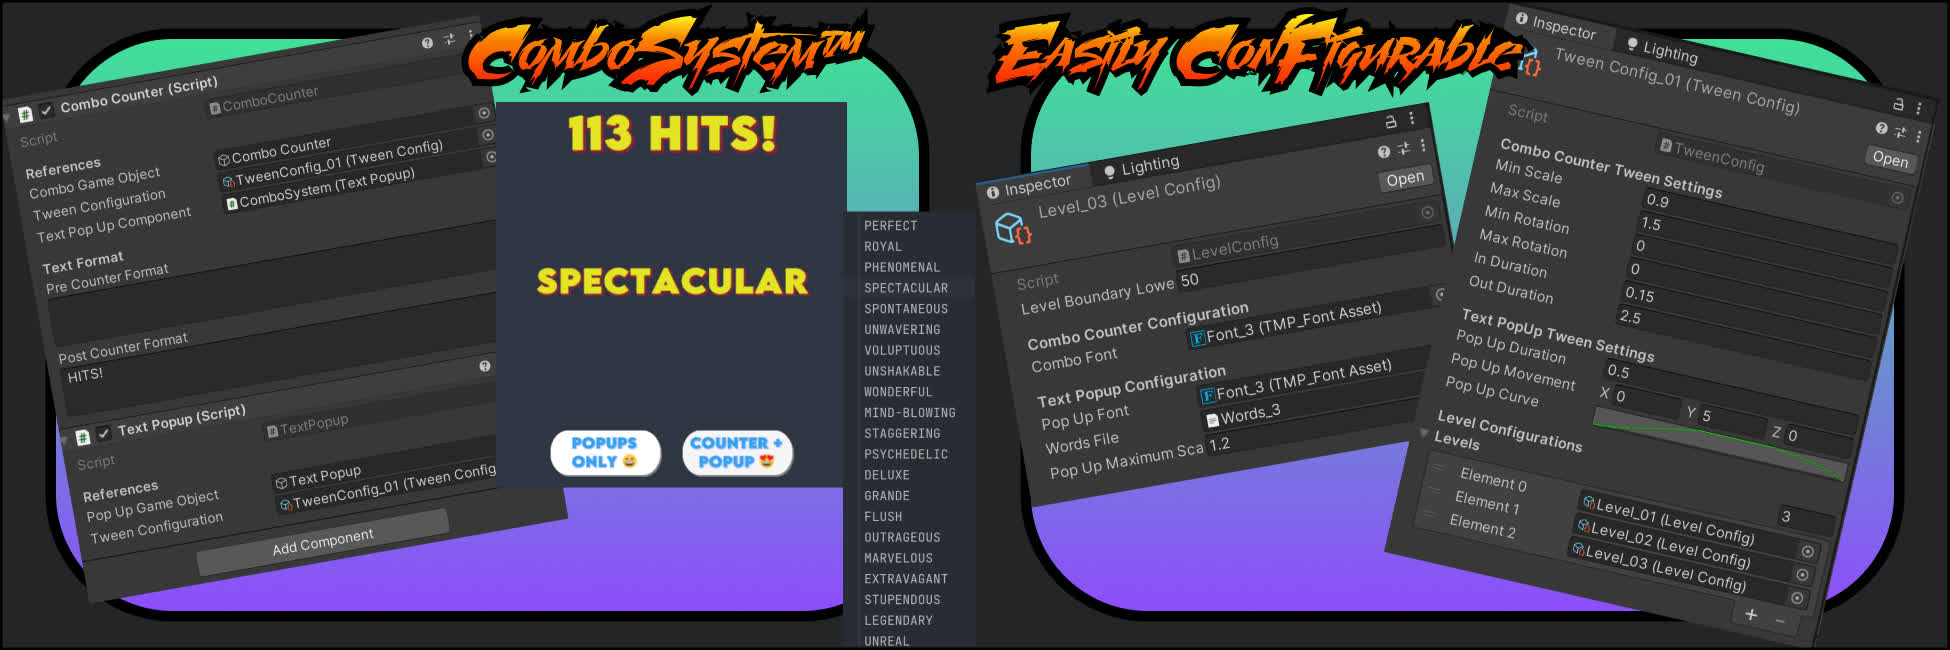 ComboSystem™
Combo Counter (Script)
Script
ComboCounter
References
Combo Game Object
Combo Counter
Tween Configuration
TweenConfig_01 (Tween Config)
Text Pop Up Component
ComboSystem (Text Popup)
Text Format
Pre Counter Format
Post Counter Format
HITS!
Text Popup (Script)
Script
TextPopup
References
Pop Up Game Object
Text Popup
Tween Configuration
TweenConfig_01 (Tween Config
Add Component
113 HITS!
SPECTACULAR
POPUPS
ONLY 😄
COUNTER +
POPUP 😍
PERFECT
ROYAL
PHENOMENAL
SPECTACULAR
SPONTANEOUS
UNWAVERING
VOLUPTUOUS
UNSHAKABLE
WONDERFUL
MIND-BLOWING
STAGGERING
PSYCHEDELIC
DELUXE
GRANDE
FLUSH
OUTRAGEOUS
MARVELOUS
EXTRAVAGANT
STUPENDOUS
LEGENDARY
UNREAL
Easily Configurable
Inspector
Lighting
Level_03 (Level Config)
Open
Script
LevelConfig
Level Boundary Lowe
50
Combo Counter Configuration
Combo Font
Font_3 (TMP_Font Asset)
Text Popup Configuration
Pop Up Font
Font_3 (TMP_Font Asset)
Words File
Words_3
Pop Up Maximum Sca
1.2
Inspector
Lighting
Tween Config_01 (Tween Config)
Open
Script
TweenConfig
Combo Counter Tween Settings
Min Scale
0.9
Max Scale
1.5
Min Rotation
0
Max Rotation
0
In Duration
0.15
Out Duration
2.5
Text PopUp Tween Settings
Pop Up Duration
0.5
Pop Up Movement
X 0 Y 5 Z 0
Pop Up Curve
Level Configurations
Levels
3
Element 0
Level_01 (Level Config)
Element 1
Level_02 (Level Config)
Element 2
Level_03 (Level Config)